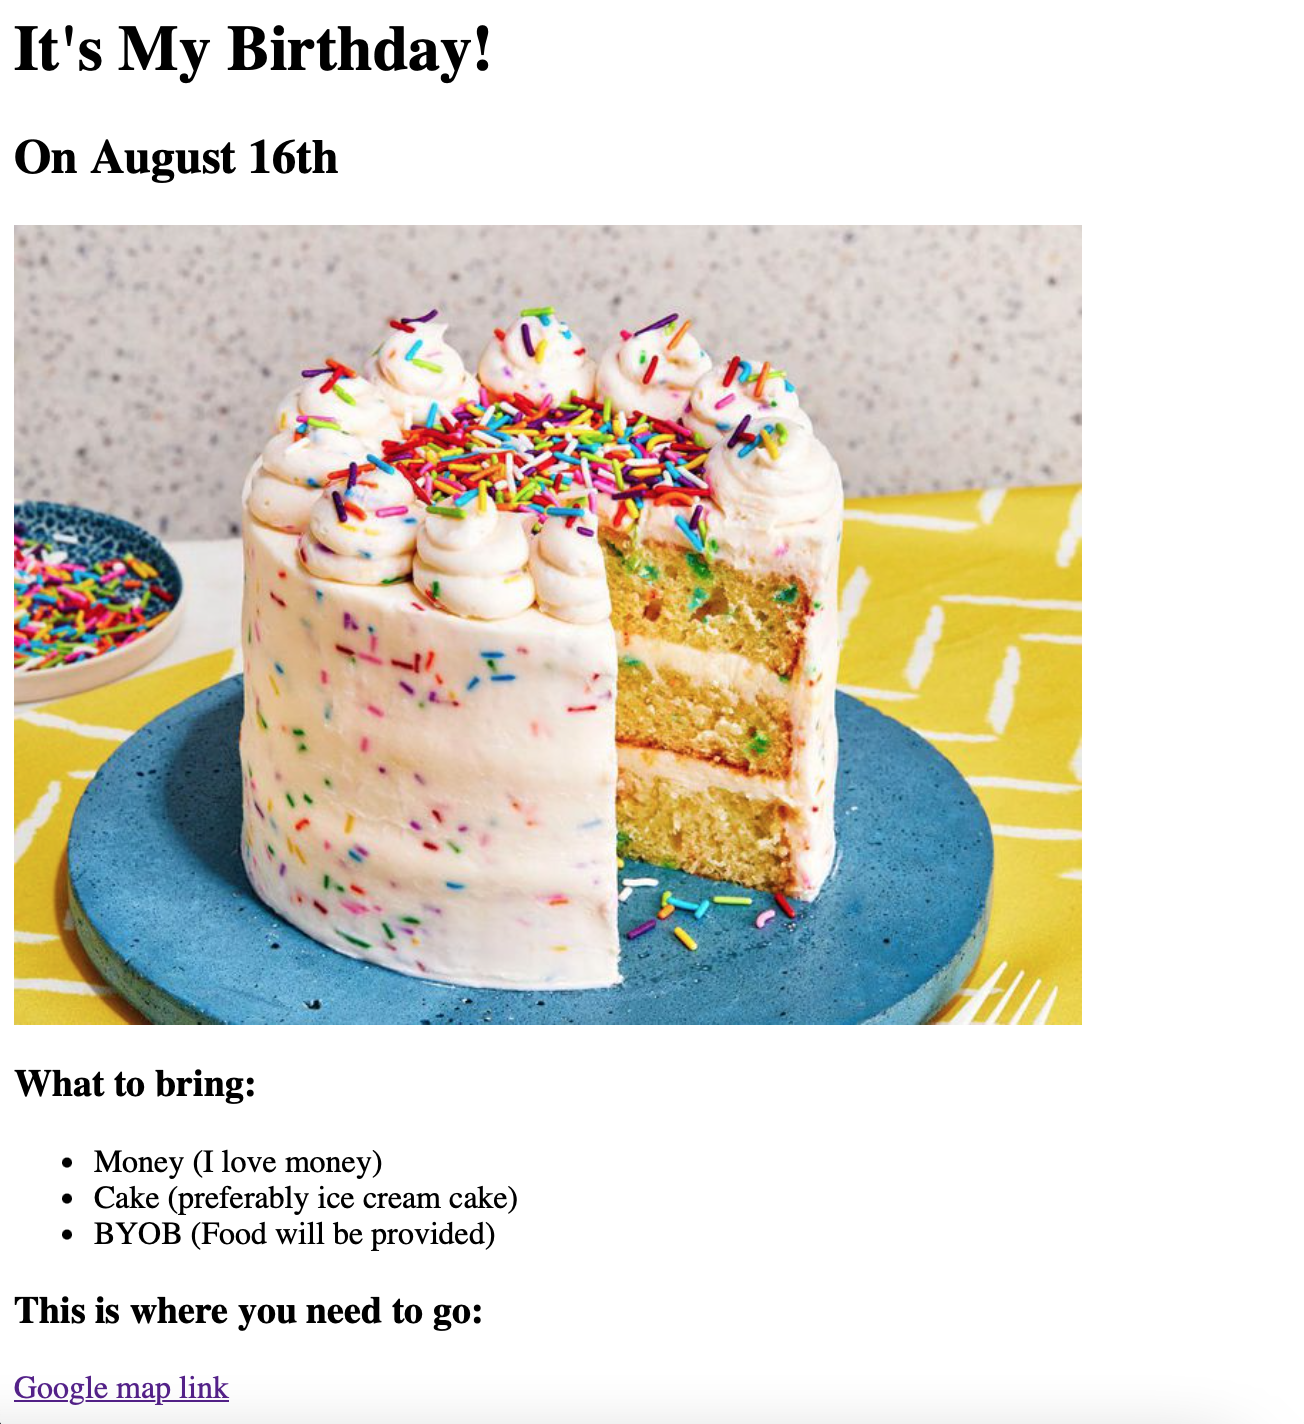 It's My Birthday!
On August 16th
What to bring:
Money (I love money)
Cake (preferably ice cream cake)
BYOB (Food will be provided)
This is where you need to go:
Google map link